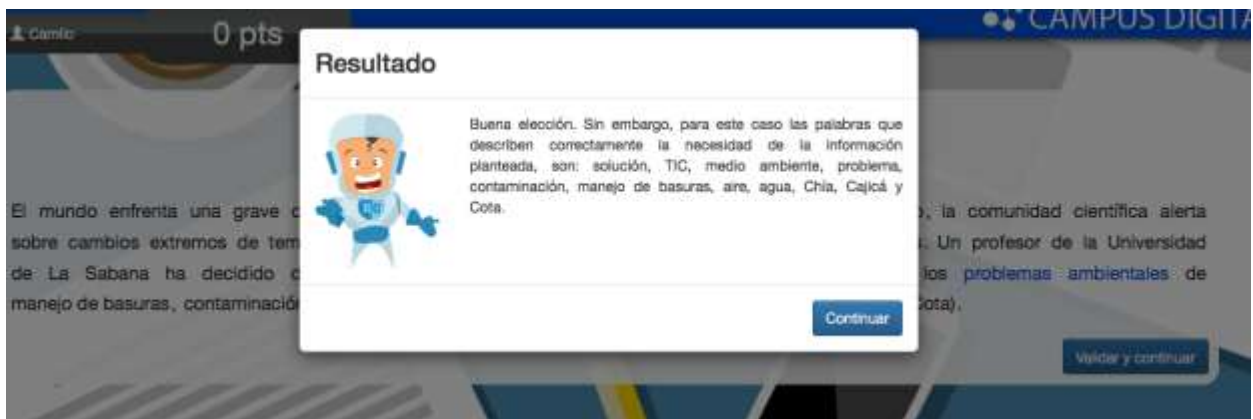 Camilo
0 pts
CAMPUS DIGITA
Resultado
Buena elección. Sin embargo, para este caso las palabras que
describen correctamente la necesidad de la información
planteada, son: solución, TIC, medio ambiente, problema,
contaminación, manejo de basuras, aire, agua, Chía, Cajicá y
Cota.
El mundo enfrenta una grave c
, la comunidad científica alerta
sobre cambios extremos de tem
. Un profesor de la Universidad
de La Sabana ha decidido c
los problemas ambientales de
manejo de basuras, contaminació
Cota).
Continuar
Validar y continuar